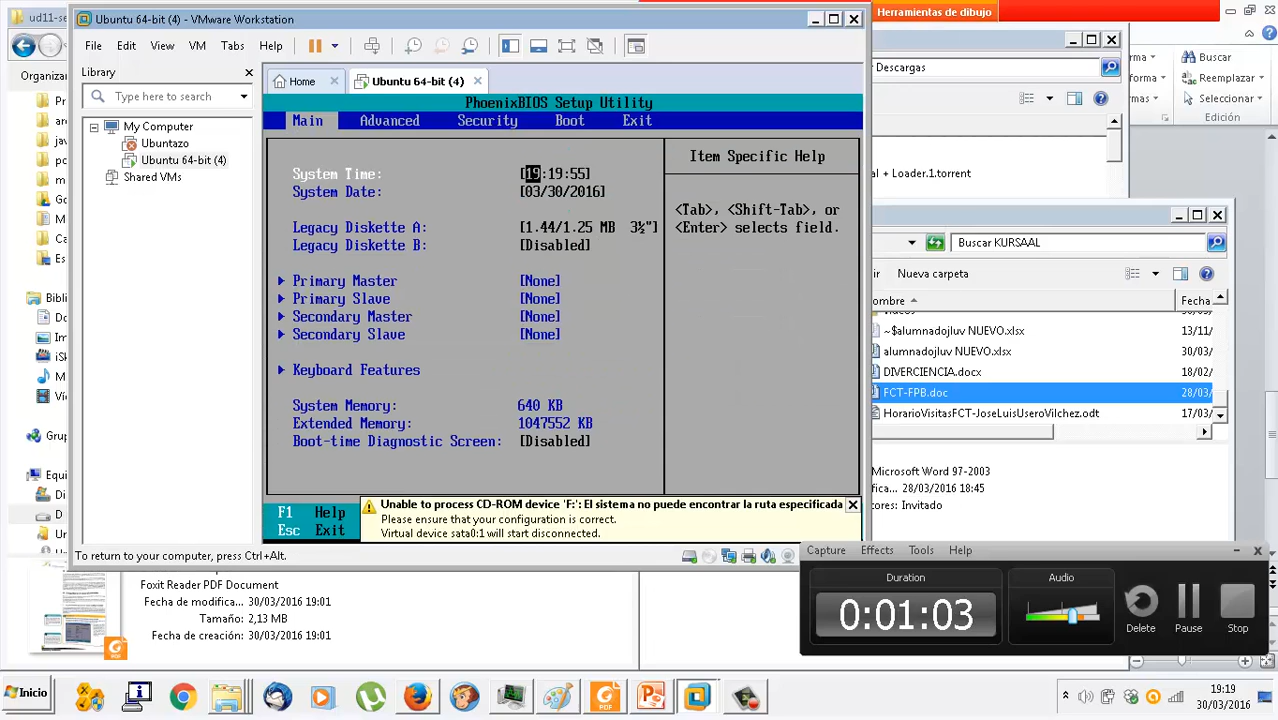 ud11-se
Ubuntu 64-bit (4) - VMware Workstation
Herramientas de dibujo
File Edit View VM Tabs Help
Organizar
Library
Type here to search
My Computer
Ubuntazo
Ubuntu 64-bit (4)
Shared VMs
Home
Ubuntu 64-bit (4)
PhoenixBIOS Setup Utility
Main Advanced Security Boot Exit
System Time: [19:19:55]
System Date: [03/30/2016]
Legacy Diskette A: [1.44/1.25 MB 3½"]
Legacy Diskette B: [Disabled]
Primary Master [None]
Primary Slave [None]
Secondary Master [None]
Secondary Slave [None]
Keyboard Features
System Memory: 640 KB
Extended Memory: 1047552 KB
Boot-time Diagnostic Screen: [Disabled]
Item Specific Help
<Tab>, <Shift-Tab>, or
<Enter> selects field.
F1 Help
Esc Exit
Unable to process CD-ROM device 'F:': El sistema no puede encontrar la ruta especificada
Please ensure that your configuration is correct.
Virtual device sata0:1 will start disconnected.
To return to your computer, press Ctrl+Alt.
Descargas
Buscar
Reemplazar
Seleccionar
Edición
+ Loader.1.torrent
Buscar KURSAAL
Nueva carpeta
ombre
Fecha
~$alumnadojluv NUEVO.xlsx 13/11/
alumnadojluv NUEVO.xlsx 30/03/
DIVERCIENCIA.docx 18/02/
FCT-FPB.doc 28/03/
HorarioVisitasFCT-JoseLuisUseroVilchez.odt 17/03/
Microsoft Word 97-2003
fica... 28/03/2016 18:45
ores: Invitado
Capture Effects Tools Help
Duration
0:01:03
Audio
Delete
Pause
Stop
Foxit Reader PDF Document
Fecha de modifica... 30/03/2016 19:01
Tamaño: 2,13 MB
Fecha de creación: 30/03/2016 19:01
Inicio
19:19
30/03/2016